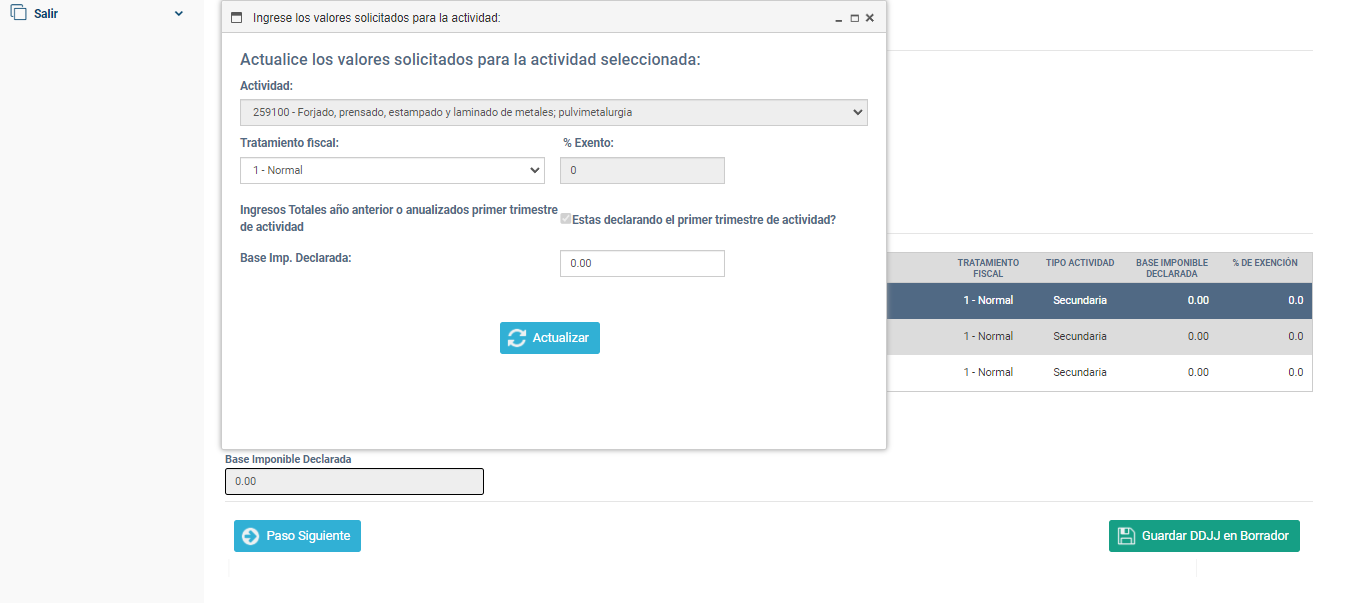 Salir
Ingrese los valores solicitados para la actividad:
Actualice los valores solicitados para la actividad seleccionada:
Actividad:
259100 - Forjado, prensado, estampado y laminado de metales; pulvimetalurgia
Tratamiento fiscal:
% Exento:
1 - Normal
0
Ingresos Totales año anterior o anualizados primer trimestre
de actividad
Estas declarando el primer trimestre de actividad?
Base Imp. Declarada:
0.00
Actualizar
TRATAMIENTO
FISCAL
TIPO ACTIVIDAD
BASE IMPONIBLE
DECLARADA
% DE EXENCIÓN
1 - Normal Secundaria 0.00 0.0
1 - Normal Secundaria 0.00 0.0
1 - Normal Secundaria 0.00 0.0
Base Imponible Declarada
0.00
Paso Siguiente
Guardar DDJJ en Borrador